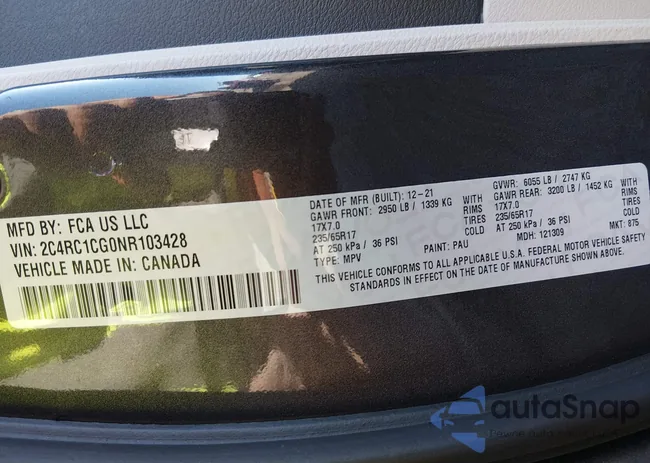 MFD BY: FCA US LLC
VIN: 2C4RC1CG0NR103428
VEHICLE MADE IN: CANADA
DATE OF MFR (BUILT): 12-21 GVWR: 6055 LB / 2747 KG
GAWR FRONT: 2950 LB / 1339 KG WITH GAWR REAR: 3200 LB / 1452 KG WITH
17X7.0 RIMS 17X7.0 RIMS
235/65R17 TIRES 235/65R17 TIRES
AT 250 kPa / 36 PSI COLD AT 250 kPa / 36 PSI COLD
TYPE: MPV PAINT: PAU MDH: 121309 MKT: 875
THIS VEHICLE CONFORMS TO ALL APPLICABLE U.S.A. FEDERAL MOTOR VEHICLE SAFETY STANDARDS
IN EFFECT ON THE DATE OF MANUFACTURE SHOWN ABOVE.
autaSnap